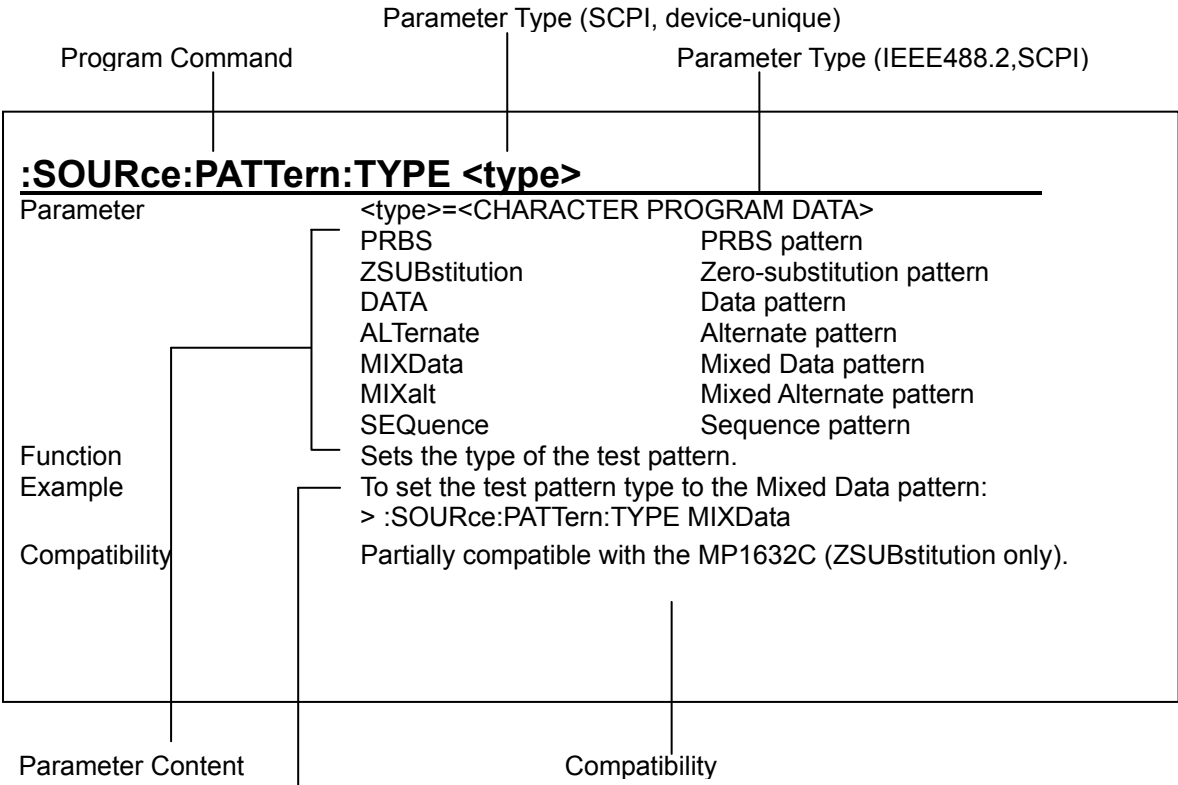 Parameter Type (SCPI, device-unique)
Program Command Parameter Type (IEEE488.2,SCPI)
:SOURce:PATTern:TYPE <type>
Parameter <type>=<CHARACTER PROGRAM DATA>
PRBS PRBS pattern
ZSUBstitution Zero-substitution pattern
DATA Data pattern
ALTernate Alternate pattern
MIXData Mixed Data pattern
MIXalt Mixed Alternate pattern
SEQuence Sequence pattern
Function Sets the type of the test pattern.
Example To set the test pattern type to the Mixed Data pattern:
> :SOURce:PATTern:TYPE MIXData
Compatibility Partially compatible with the MP1632C (ZSUBstitution only).
Parameter Content Compatibility